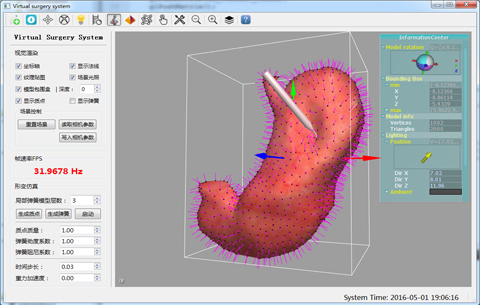 Virtual surgery system
Virtual Surgery System
视觉渲染
坐标轴 显示法线
纹理贴图 场景光照
模型包围盒 深度： 0
显示质点 显示弹簧
场景控制
重置场景 读取相机参数
写入相机参数
帧速率FPS
31.9678 Hz
形变仿真
局部弹簧模型层数： 3
生成质点 生成弹簧 启动
质点质量： 1.00
弹簧劲度系数： 1.00
弹簧阻尼系数： 1.00
时间步长： 0.03
重力加速度： 0.00
InformationCenter
Model rotation
Bounding Box
min
X
Y
Z
max
Model info
Vertices 1002
Triangles 2000
Lighting
Position
Dir X 7.02
Dir Y 8.01
Dir Z 11.96
Ambient
System Time: 2016-05-01 19:06:16